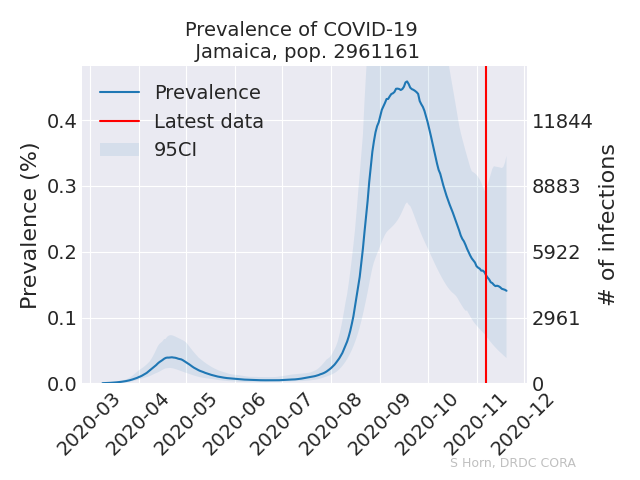 Prevalence of COVID-19
Jamaica, pop. 2961161
Prevalence
Latest data
95CI
Prevalence (%)
0.4
0.3
0.2
0.1
0.0
11844
8883
5922
2961
0
# of infections
2020-03
2020-04
2020-05
2020-06
2020-07
2020-08
2020-09
2020-10
2020-11
2020-12
S Horn, DRDC CORA